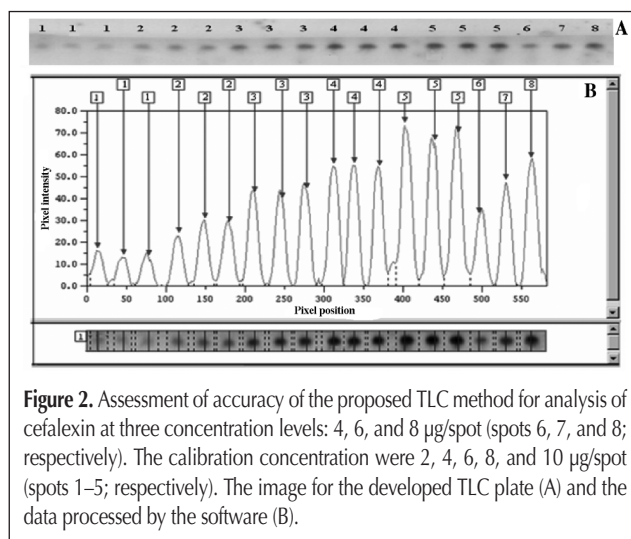 1 1 1 2 2 2 3 3 3 4 4 4 5 5 5 6 7 8 A
B
1 1 1 2 2 2 3 3 3 4 4 4 5 5 5 6 7 8
80.0
70.0
60.0
50.0
40.0
30.0
20.0
10.0
0.0
Pixel intensity
0 50 100 150 200 250 300 350 400 450 500 550
Pixel position
1
Figure 2. Assessment of accuracy of the proposed TLC method for analysis of
cefalexin at three concentration levels: 4, 6, and 8 µg/spot (spots 6, 7, and 8;
respectively). The calibration concentration were 2, 4, 6, 8, and 10 µg/spot
(spots 1–5; respectively). The image for the developed TLC plate (A) and the
data processed by the software (B).